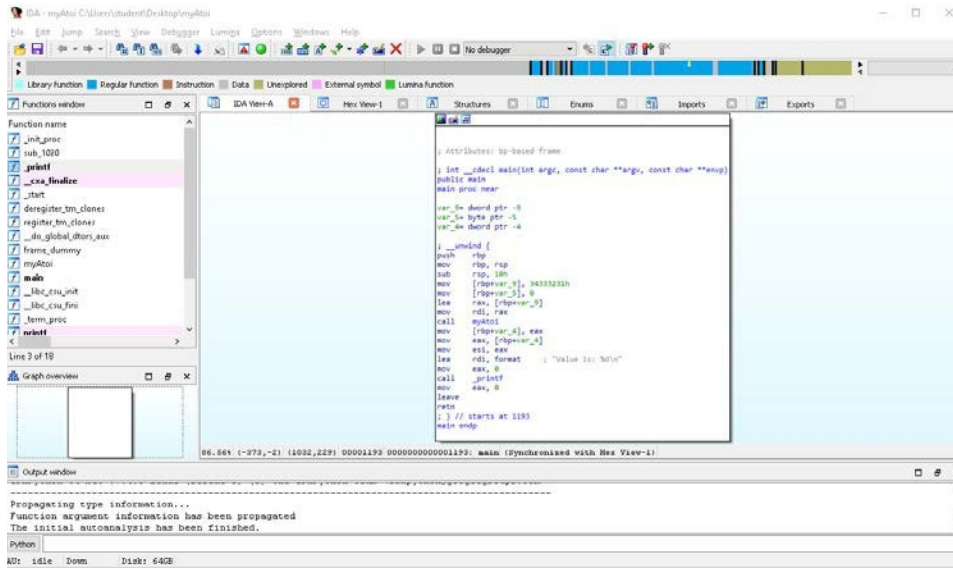 IDA - myAtoi C:\Users\student\Desktop\myAtoi
File Edit Jump Search View Debugger Lumina Options Windows Help
No debugger
Library function Regular function Instruction Data Unexplored External symbol Lumina function
Functions window IDA View-A Hex View-1 Structures Enums Imports Exports
Function name
_init_proc
sub_1020
_printf
__cxa_finalize
_start
deregister_tm_clones
register_tm_clones
__do_global_dtors_aux
frame_dummy
myAtoi
main
__libc_csu_init
__libc_csu_fini
_term_proc
printf
Line 3 of 18
Graph overview
; Attributes: bp-based frame
; int __cdecl main(int argc, const char **argv, const char **envp)
public main
main proc near
var_9= dword ptr -9
var_5= byte ptr -5
var_4= dword ptr -4
; __unwind {
push rbp
mov rbp, rsp
sub rsp, 10h
mov [rbp+var_9], 34333231h
mov [rbp+var_5], 0
lea rax, [rbp+var_9]
mov rdi, rax
call myAtoi
mov [rbp+var_4], eax
mov eax, [rbp+var_4]
mov esi, eax
lea rdi, format ; "Value is: %d\n"
mov eax, 0
call _printf
mov eax, 0
leave
retn
; } // starts at 1193
main endp
86.56% (-373,-2) (1032,229) 00001193 0000000000001193: main (Synchronized with Hex View-1)
Output window
Propagating type information...
Function argument information has been propagated
The initial autoanalysis has been finished.
Python
AU: idle Down Disk: 64GB